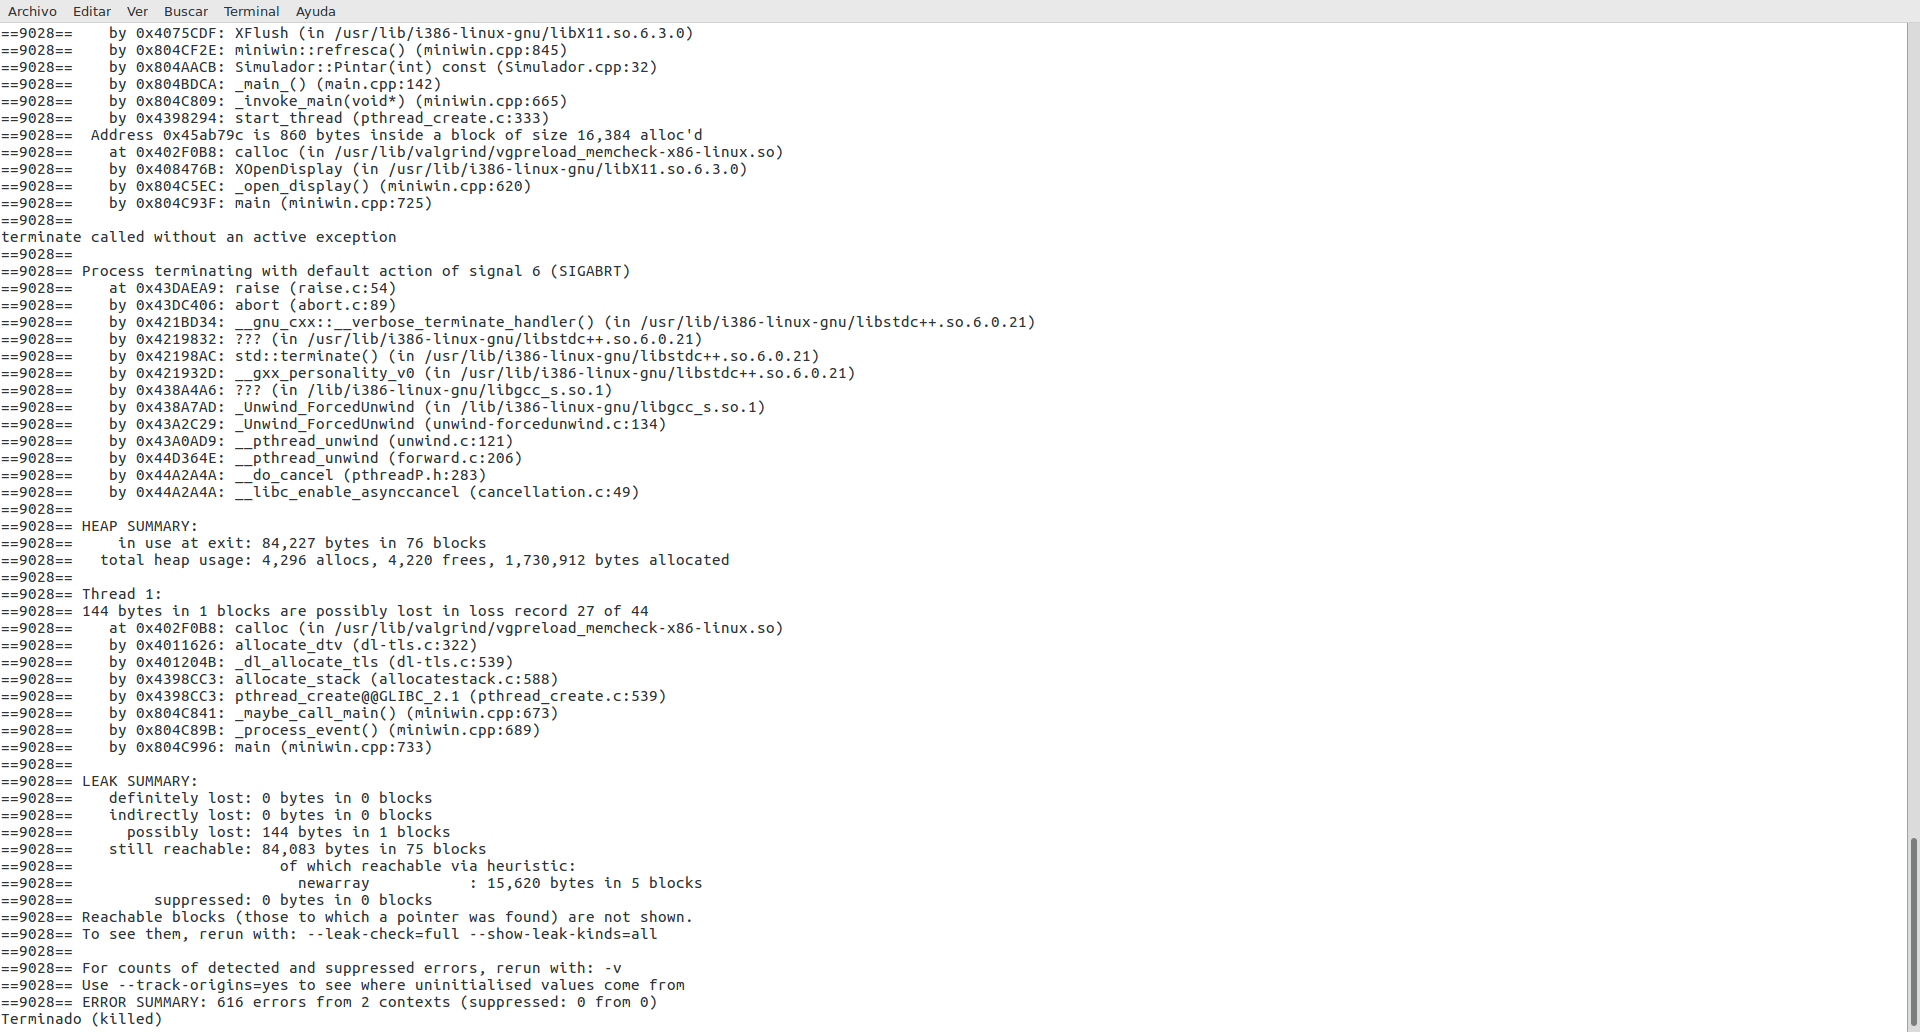 Archivo Editar Ver Buscar Terminal Ayuda
==9028==    by 0x4075CDF: XFlush (in /usr/lib/i386-linux-gnu/libX11.so.6.3.0)
==9028==    by 0x804CF2E: miniwin::refresca() (miniwin.cpp:845)
==9028==    by 0x804AACB: Simulador::Pintar(int) const (Simulador.cpp:32)
==9028==    by 0x804BDCA: _main_() (main.cpp:142)
==9028==    by 0x804C809: _invoke_main(void*) (miniwin.cpp:665)
==9028==    by 0x4398294: start_thread (pthread_create.c:333)
==9028==  Address 0x45ab79c is 860 bytes inside a block of size 16,384 alloc'd
==9028==    at 0x402F0B8: calloc (in /usr/lib/valgrind/vgpreload_memcheck-x86-linux.so)
==9028==    by 0x408476B: XOpenDisplay (in /usr/lib/i386-linux-gnu/libX11.so.6.3.0)
==9028==    by 0x804C5EC: _open_display() (miniwin.cpp:620)
==9028==    by 0x804C93F: main (miniwin.cpp:725)
==9028==
terminate called without an active exception
==9028==
==9028== Process terminating with default action of signal 6 (SIGABRT)
==9028==    at 0x43DAEA9: raise (raise.c:54)
==9028==    by 0x43DC406: abort (abort.c:89)
==9028==    by 0x421BD34: __gnu_cxx::__verbose_terminate_handler() (in /usr/lib/i386-linux-gnu/libstdc++.so.6.0.21)
==9028==    by 0x4219832: ??? (in /usr/lib/i386-linux-gnu/libstdc++.so.6.0.21)
==9028==    by 0x42198AC: std::terminate() (in /usr/lib/i386-linux-gnu/libstdc++.so.6.0.21)
==9028==    by 0x421932D: __gxx_personality_v0 (in /usr/lib/i386-linux-gnu/libstdc++.so.6.0.21)
==9028==    by 0x438A4A6: ??? (in /lib/i386-linux-gnu/libgcc_s.so.1)
==9028==    by 0x438A7AD: _Unwind_ForcedUnwind (in /lib/i386-linux-gnu/libgcc_s.so.1)
==9028==    by 0x43A2C29: _Unwind_ForcedUnwind (unwind-forcedunwind.c:134)
==9028==    by 0x43A0AD9: __pthread_unwind (unwind.c:121)
==9028==    by 0x44D364E: __pthread_unwind (forward.c:206)
==9028==    by 0x44A2A4A: __do_cancel (pthreadP.h:283)
==9028==    by 0x44A2A4A: __libc_enable_asynccancel (cancellation.c:49)
==9028==
==9028== HEAP SUMMARY:
==9028==     in use at exit: 84,227 bytes in 76 blocks
==9028==   total heap usage: 4,296 allocs, 4,220 frees, 1,730,912 bytes allocated
==9028==
==9028== Thread 1:
==9028== 144 bytes in 1 blocks are possibly lost in loss record 27 of 44
==9028==    at 0x402F0B8: calloc (in /usr/lib/valgrind/vgpreload_memcheck-x86-linux.so)
==9028==    by 0x4011626: allocate_dtv (dl-tls.c:322)
==9028==    by 0x401204B: _dl_allocate_tls (dl-tls.c:539)
==9028==    by 0x4398CC3: allocate_stack (allocatestack.c:588)
==9028==    by 0x4398CC3: pthread_create@@GLIBC_2.1 (pthread_create.c:539)
==9028==    by 0x804C841: _maybe_call_main() (miniwin.cpp:673)
==9028==    by 0x804C89B: _process_event() (miniwin.cpp:689)
==9028==    by 0x804C996: main (miniwin.cpp:733)
==9028==
==9028== LEAK SUMMARY:
==9028==    definitely lost: 0 bytes in 0 blocks
==9028==    indirectly lost: 0 bytes in 0 blocks
==9028==      possibly lost: 144 bytes in 1 blocks
==9028==    still reachable: 84,083 bytes in 75 blocks
==9028==                       of which reachable via heuristic:
==9028==                         newarray           : 15,620 bytes in 5 blocks
==9028==         suppressed: 0 bytes in 0 blocks
==9028== Reachable blocks (those to which a pointer was found) are not shown.
==9028== To see them, rerun with: --leak-check=full --show-leak-kinds=all
==9028==
==9028== For counts of detected and suppressed errors, rerun with: -v
==9028== Use --track-origins=yes to see where uninitialised values come from
==9028== ERROR SUMMARY: 616 errors from 2 contexts (suppressed: 0 from 0)
Terminado (killed)